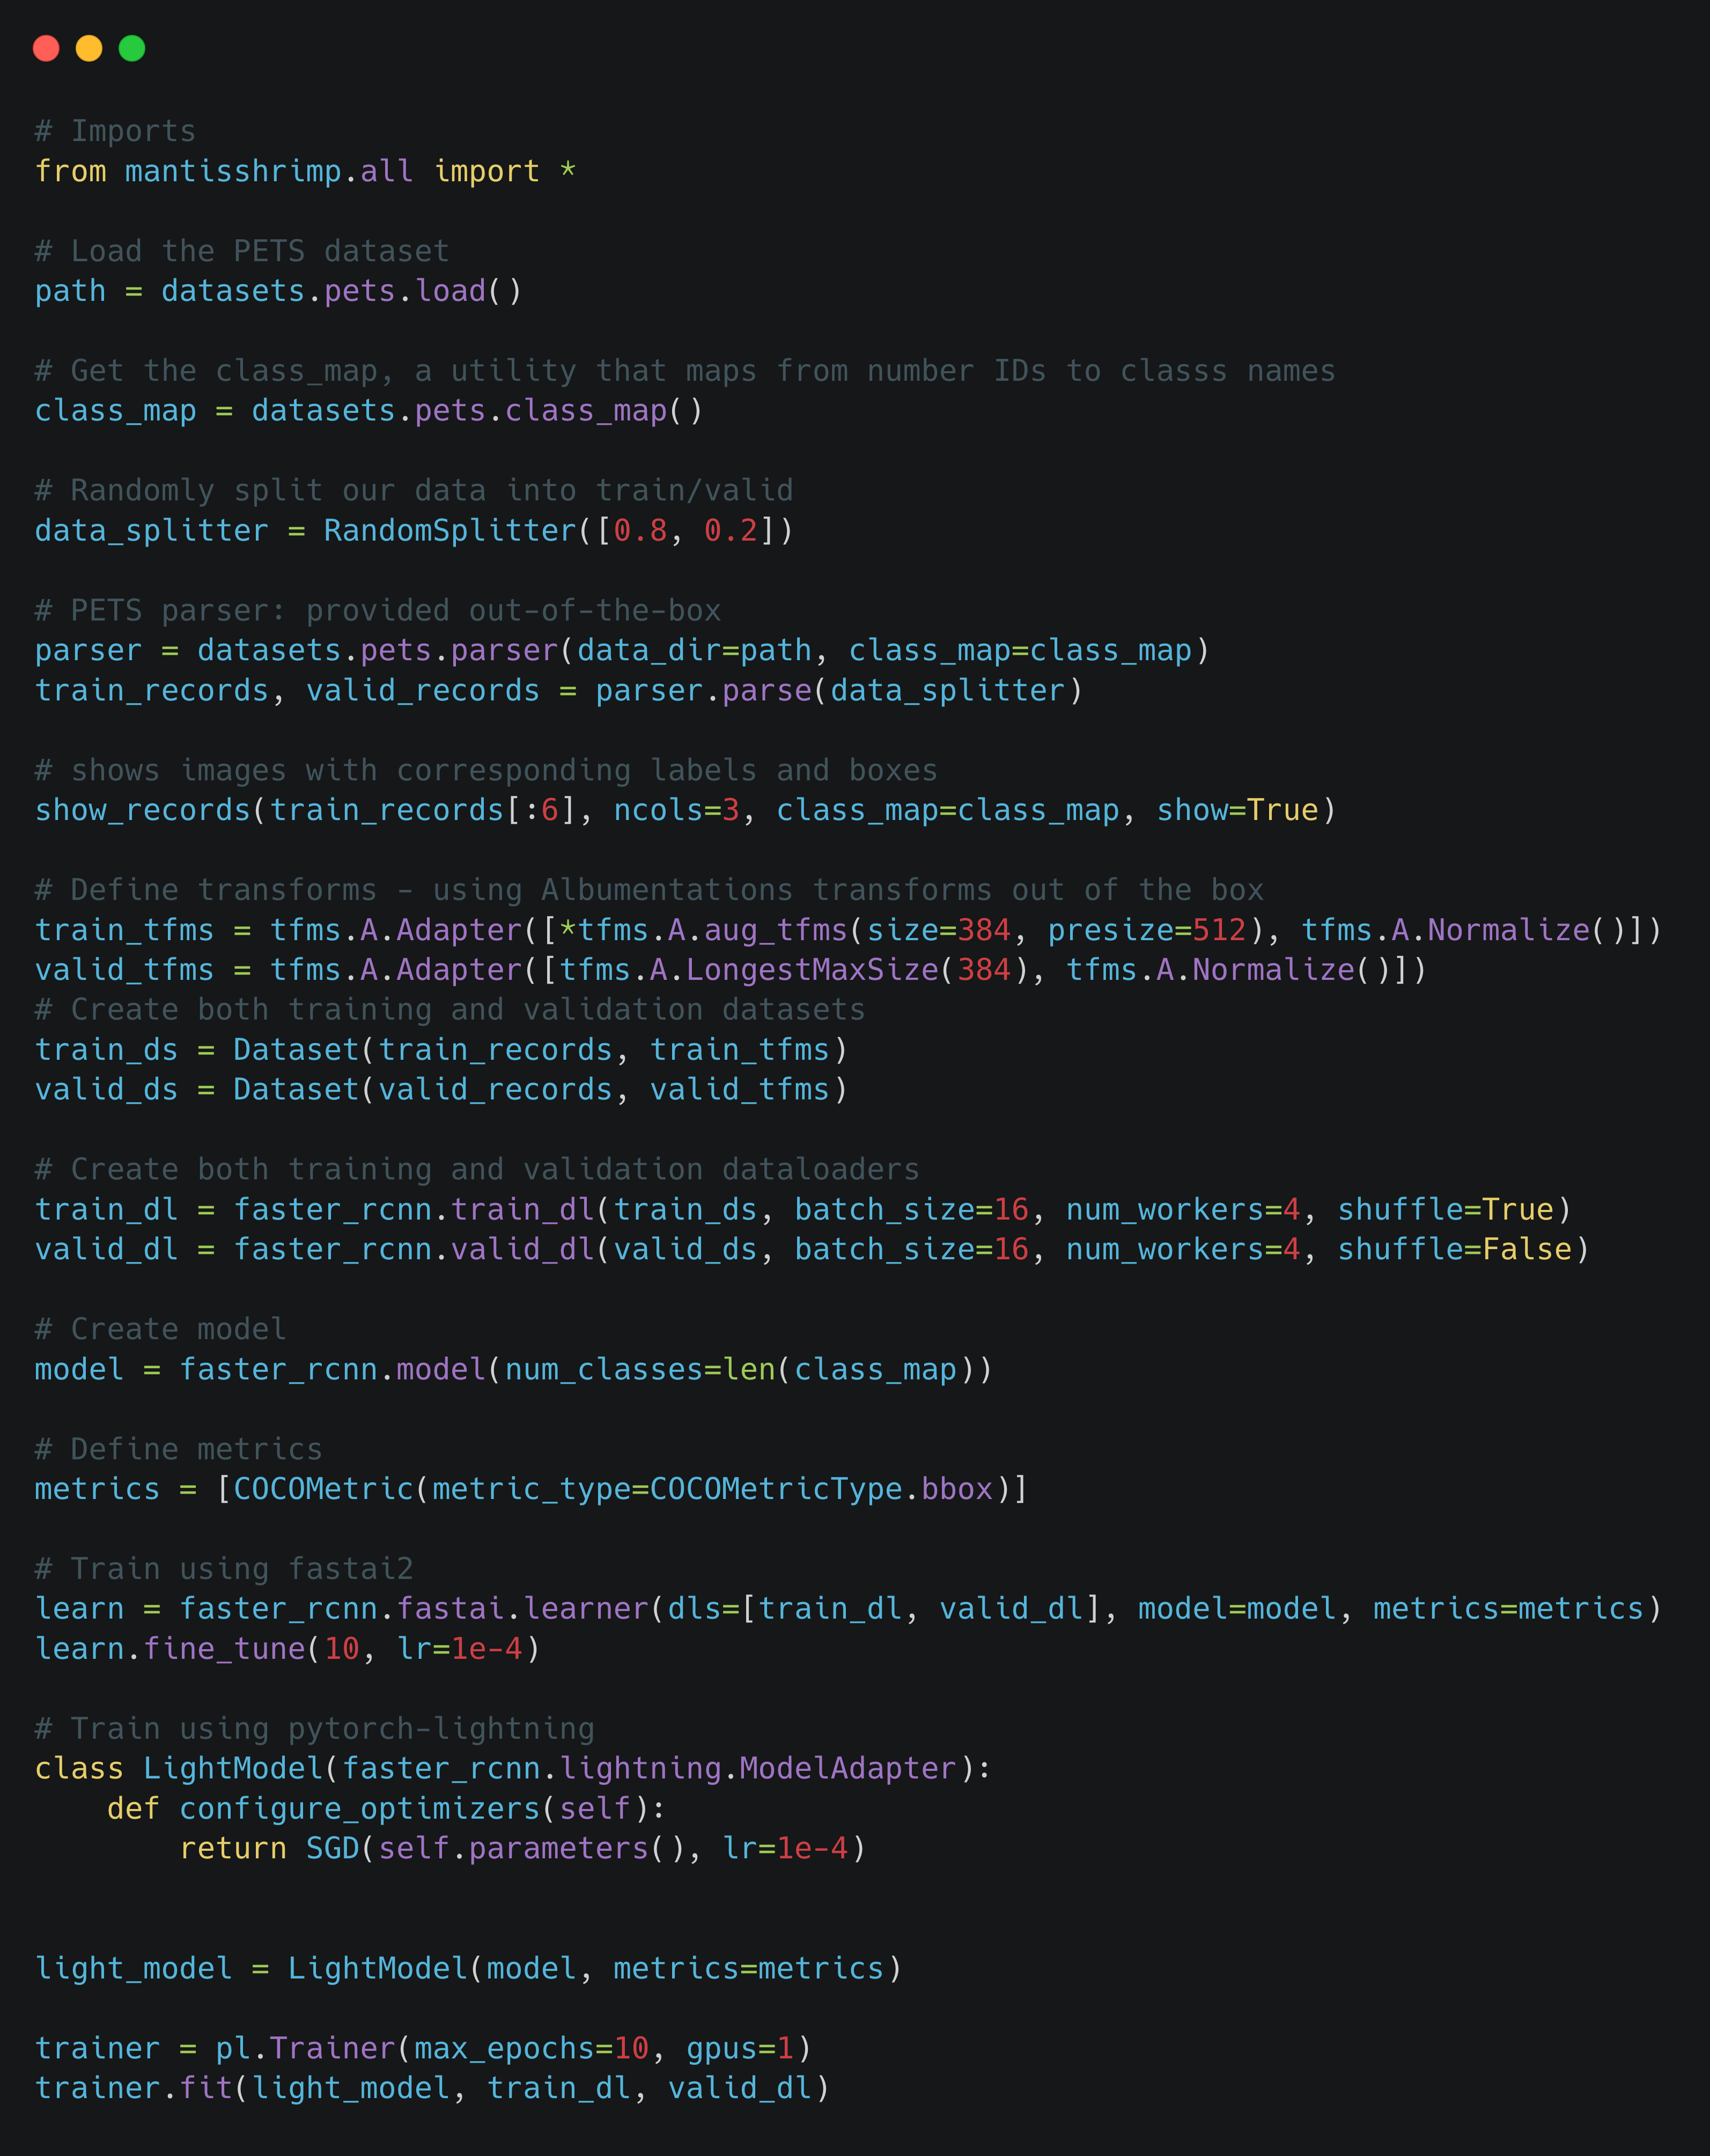 # Imports
from mantisshrimp.all import *
# Load the PETS dataset
path = datasets.pets.load()
# Get the class_map, a utility that maps from number IDs to classs names
class_map = datasets.pets.class_map()
# Randomly split our data into train/valid
data_splitter = RandomSplitter([0.8, 0.2])
# PETS parser: provided out-of-the-box
parser = datasets.pets.parser(data_dir=path, class_map=class_map)
train_records, valid_records = parser.parse(data_splitter)
# shows images with corresponding labels and boxes
show_records(train_records[:6], ncols=3, class_map=class_map, show=True)
# Define transforms - using Albumentations transforms out of the box
train_tfms = tfms.A.Adapter([*tfms.A.aug_tfms(size=384, presize=512), tfms.A.Normalize()])
valid_tfms = tfms.A.Adapter([tfms.A.LongestMaxSize(384), tfms.A.Normalize()])
# Create both training and validation datasets
train_ds = Dataset(train_records, train_tfms)
valid_ds = Dataset(valid_records, valid_tfms)
# Create both training and validation dataloaders
train_dl = faster_rcnn.train_dl(train_ds, batch_size=16, num_workers=4, shuffle=True)
valid_dl = faster_rcnn.valid_dl(valid_ds, batch_size=16, num_workers=4, shuffle=False)
# Create model
model = faster_rcnn.model(num_classes=len(class_map))
# Define metrics
metrics = [COCOMetric(metric_type=COCOMetricType.bbox)]
# Train using fastai2
learn = faster_rcnn.fastai.learner(dls=[train_dl, valid_dl], model=model, metrics=metrics)
learn.fine_tune(10, lr=1e-4)
# Train using pytorch-lightning
class LightModel(faster_rcnn.lightning.ModelAdapter):
    def configure_optimizers(self):
        return SGD(self.parameters(), lr=1e-4)
light_model = LightModel(model, metrics=metrics)
trainer = pl.Trainer(max_epochs=10, gpus=1)
trainer.fit(light_model, train_dl, valid_dl)